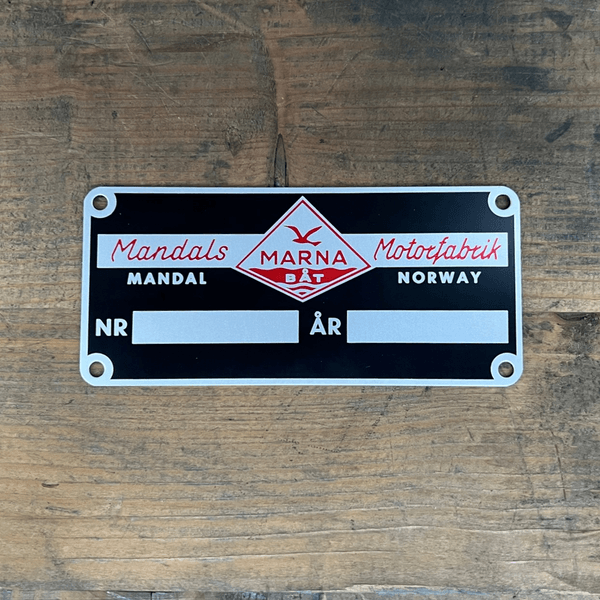 Mandals MARNA Motorfabrik
MANDAL BÅT NORWAY
NR ÅR